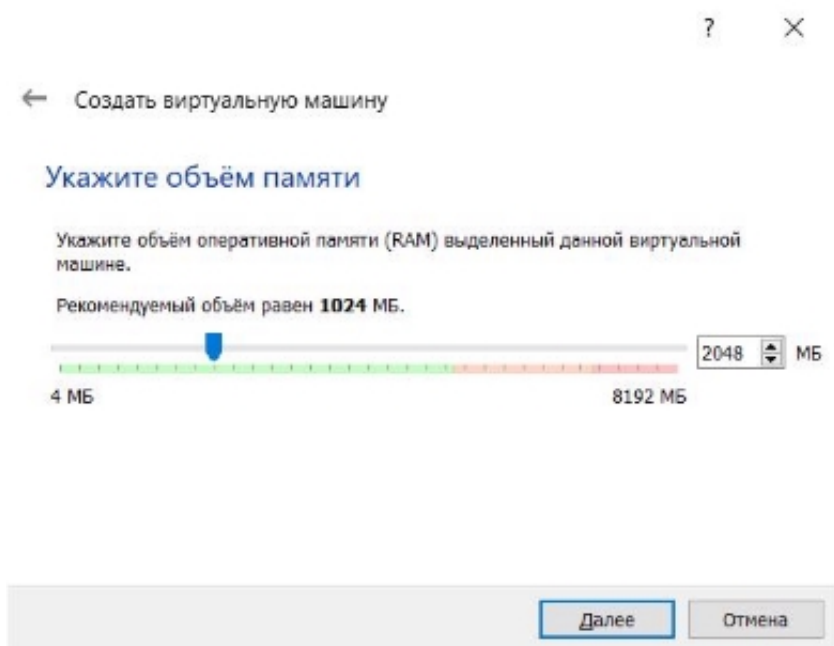 ?
Создать виртуальную машину
Укажите объём памяти
Укажите объём оперативной памяти (RAM) выделенный данной виртуальной
машине.
Рекомендуемый объём равен 1024 МБ.
2048 МБ
4 МБ 8192 МБ
Далее Отмена